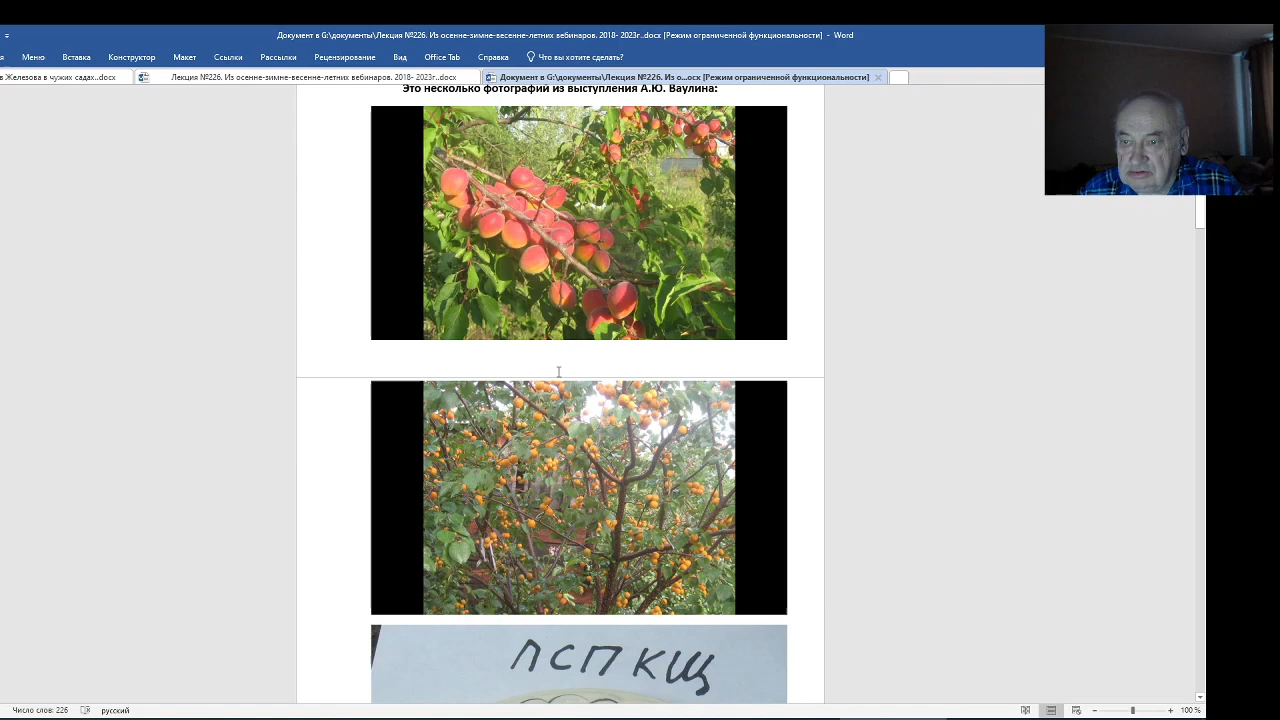 Документ в G:\документы\Лекция №226. Из осенне-зимне-весенне-летних вебинаров. 2018- 2023г..docx [Режим ограниченной функциональности] - Word
Меню Вставка Конструктор Макет Ссылки Рассылки Рецензирование Вид Office Tab Справка Что вы хотите сделать?
в Железова в чужих садах..docx Лекция №226. Из осенне-зимне-весенне-летних вебинаров. 2018- 2023г..docx Документ в G:\документы\Лекция №226. Из о...осх [Режим ограниченной функциональности]
Это несколько фотографий из выступления А.Ю. Ваулина:
ЛСПКЩ
Число слов: 226 русский 100 %